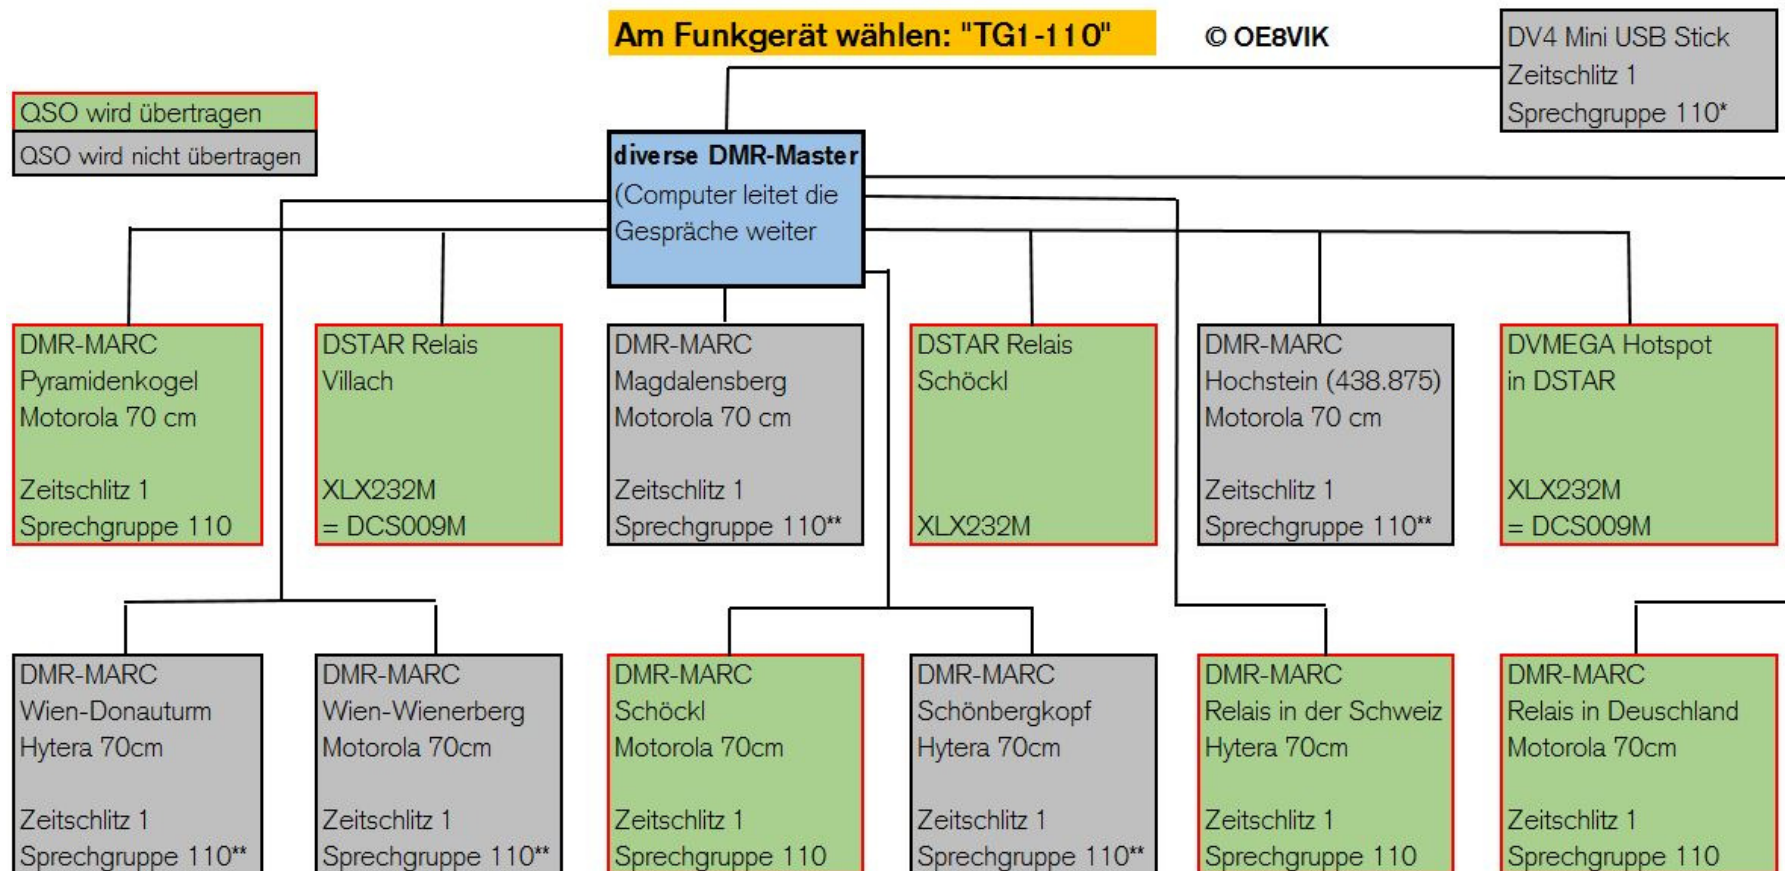 Am Funkgerät wählen: "TG1-110"
© OE8VIK
DV4 Mini USB Stick
Zeitschlitz 1
Sprechgruppe 110*
QSO wird übertragen
QSO wird nicht übertragen
diverse DMR-Master
(Computer leitet die
Gespräche weiter
DMR-MARC
Pyramidenkogel
Motorola 70 cm
Zeitschlitz 1
Sprechgruppe 110
DSTAR Relais
Villach
XLX232M
= DCS009M
DMR-MARC
Magdalensberg
Motorola 70 cm
Zeitschlitz 1
Sprechgruppe 110**
DSTAR Relais
Schöckl
XLX232M
DMR-MARC
Hochstein (438.875)
Motorola 70 cm
Zeitschlitz 1
Sprechgruppe 110**
DVMEGA Hotspot
in DSTAR
XLX232M
= DCS009M
DMR-MARC
Wien-Donauturm
Hytera 70cm
Zeitschlitz 1
Sprechgruppe 110**
DMR-MARC
Wien-Wienerberg
Motorola 70cm
Zeitschlitz 1
Sprechgruppe 110**
DMR-MARC
Schöckl
Motorola 70cm
Zeitschlitz 1
Sprechgruppe 110
DMR-MARC
Schönbergkopf
Hytera 70cm
Zeitschlitz 1
Sprechgruppe 110**
DMR-MARC
Relais in der Schweiz
Hytera 70cm
Zeitschlitz 1
Sprechgruppe 110
DMR-MARC
Relais in Deuschland
Motorola 70cm
Zeitschlitz 1
Sprechgruppe 110